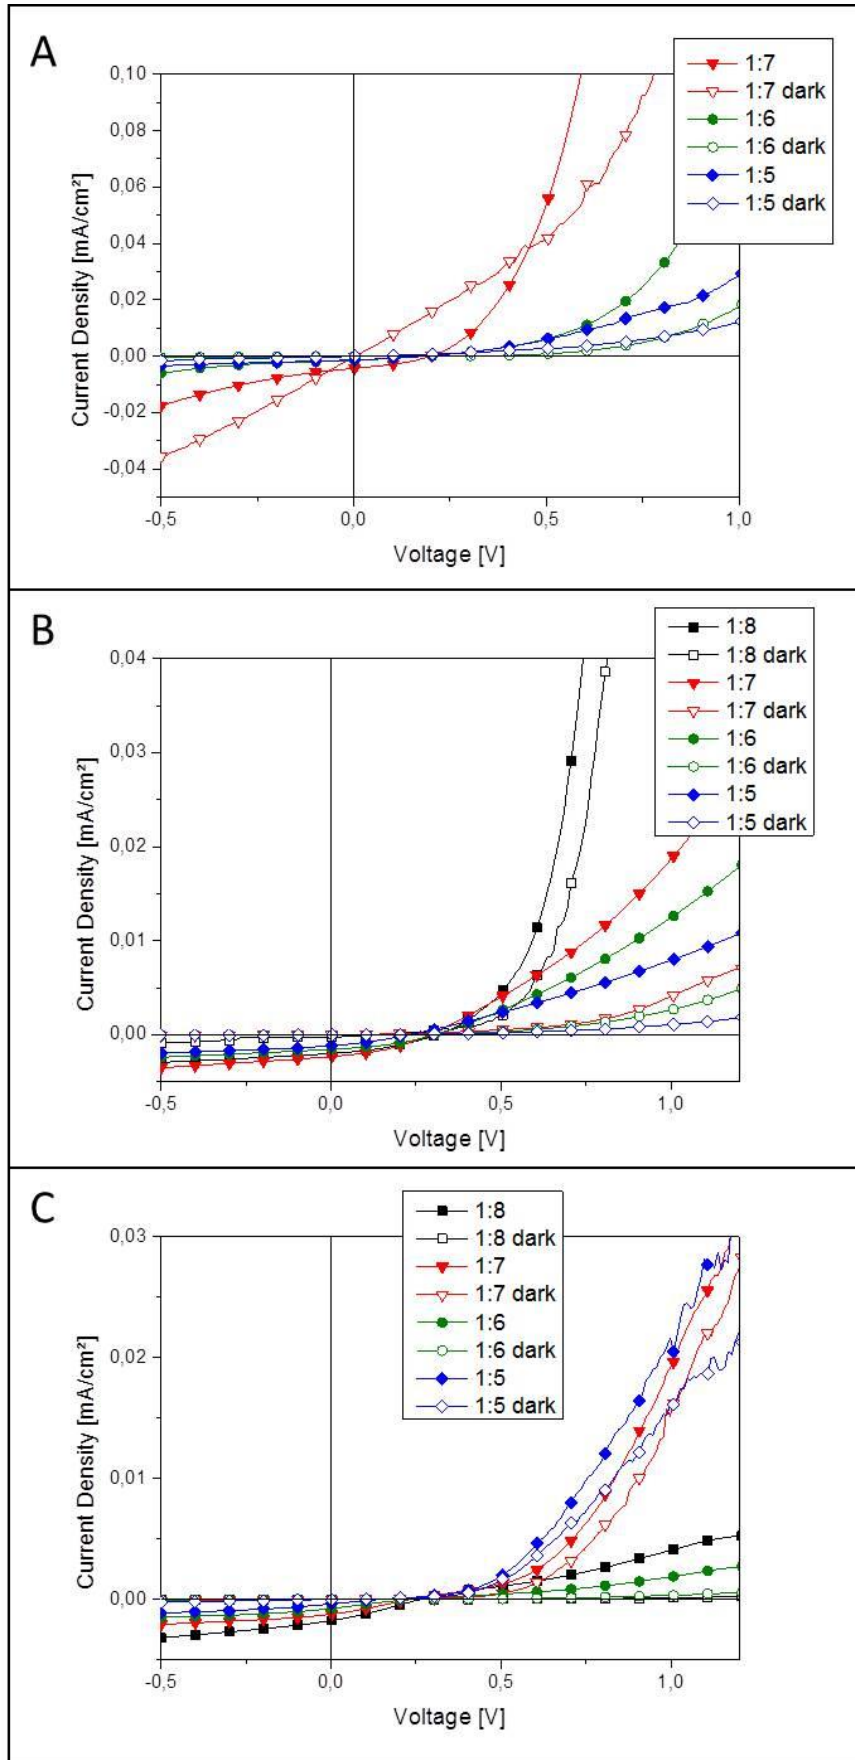 A
1:7
1:7 dark
1:6
1:6 dark
1:5
1:5 dark
0,10
0,08
0,06
0,04
0,02
0,00
-0,02
-0,04
Current Density [mA/cm²]
-0,5
0,0
0,5
1,0
Voltage [V]
B
1:8
1:8 dark
1:7
1:7 dark
1:6
1:6 dark
1:5
1:5 dark
0,04
0,03
0,02
0,01
0,00
Current Density [mA/cm²]
-0,5
0,0
0,5
1,0
Voltage [V]
C
1:8
1:8 dark
1:7
1:7 dark
1:6
1:6 dark
1:5
1:5 dark
0,03
0,02
0,01
0,00
Current Density [mA/cm²]
-0,5
0,0
0,5
1,0
Voltage [V]